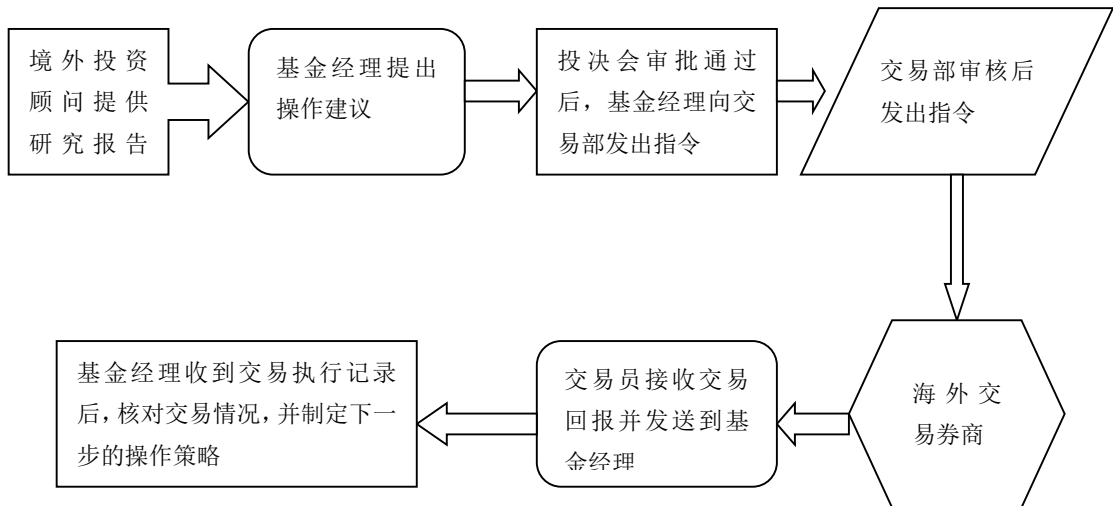 境外投资
顾问提供
研究报告
基金经理提出
操作建议
投决会审批通过
后，基金经理向交
易部发出指令
交易部审核后
发出指令
海外交
易券商
交易员接收交易
回报并发送到基
金经理
基金经理收到交易执行记录
后，核对交易情况，并制定下一
步的操作策略